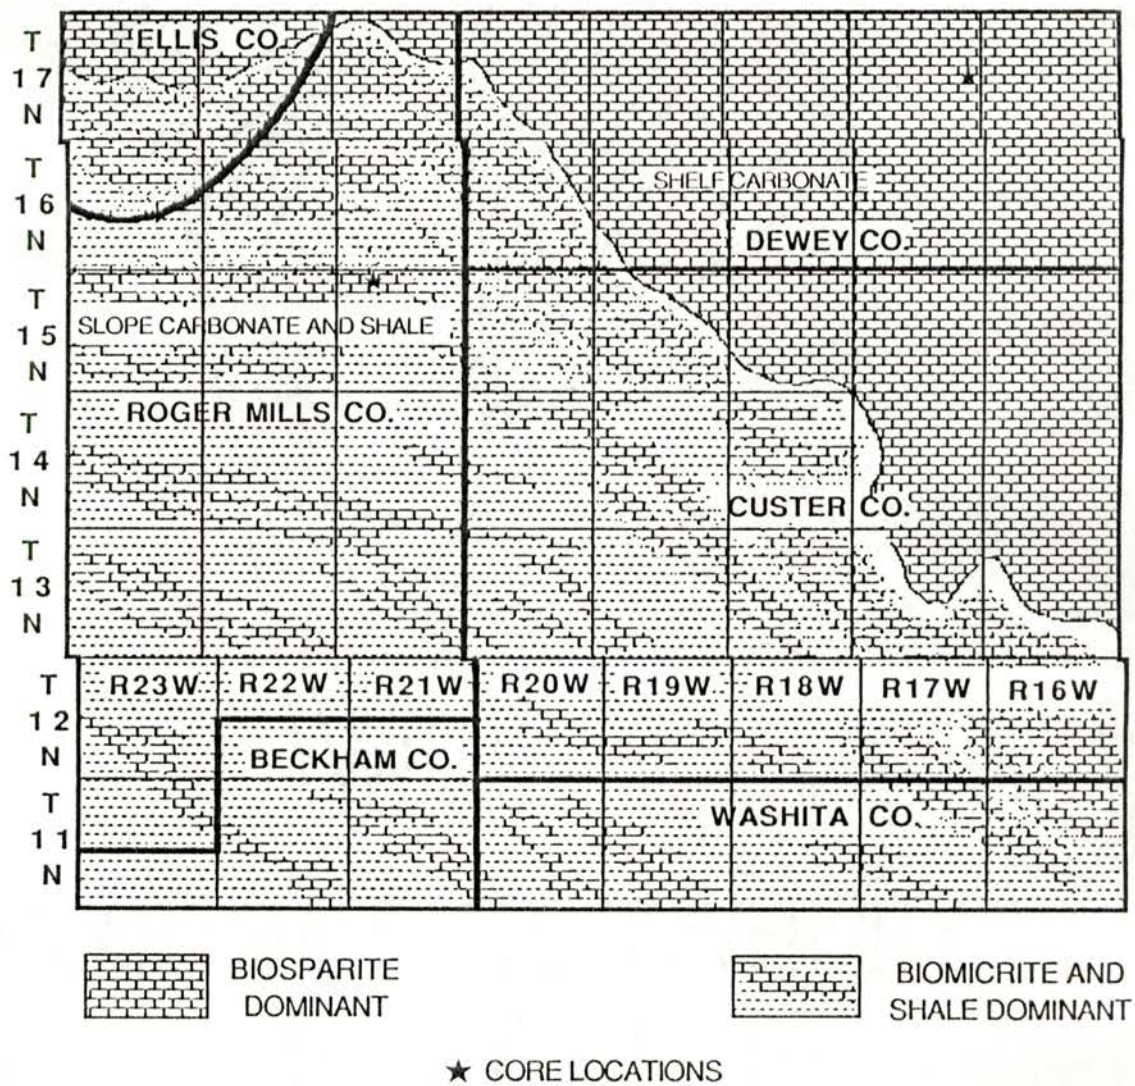 T
17
N
ELLIS CO.
T
16
N
SHELF CARBONATE
DEWEY CO.
T
15
N
SLOPE CARBONATE AND SHALE
T
14
N
ROGER MILLS CO.
CUSTER CO.
T
13
N
T
12
N
R23W R22W R21W R20W R19W R18W R17W R16W
BECKHAM CO.
T
11
N
WASHITA CO.
BIOSPARITE
DOMINANT
BIOMICRITE AND
SHALE DOMINANT
★ CORE LOCATIONS